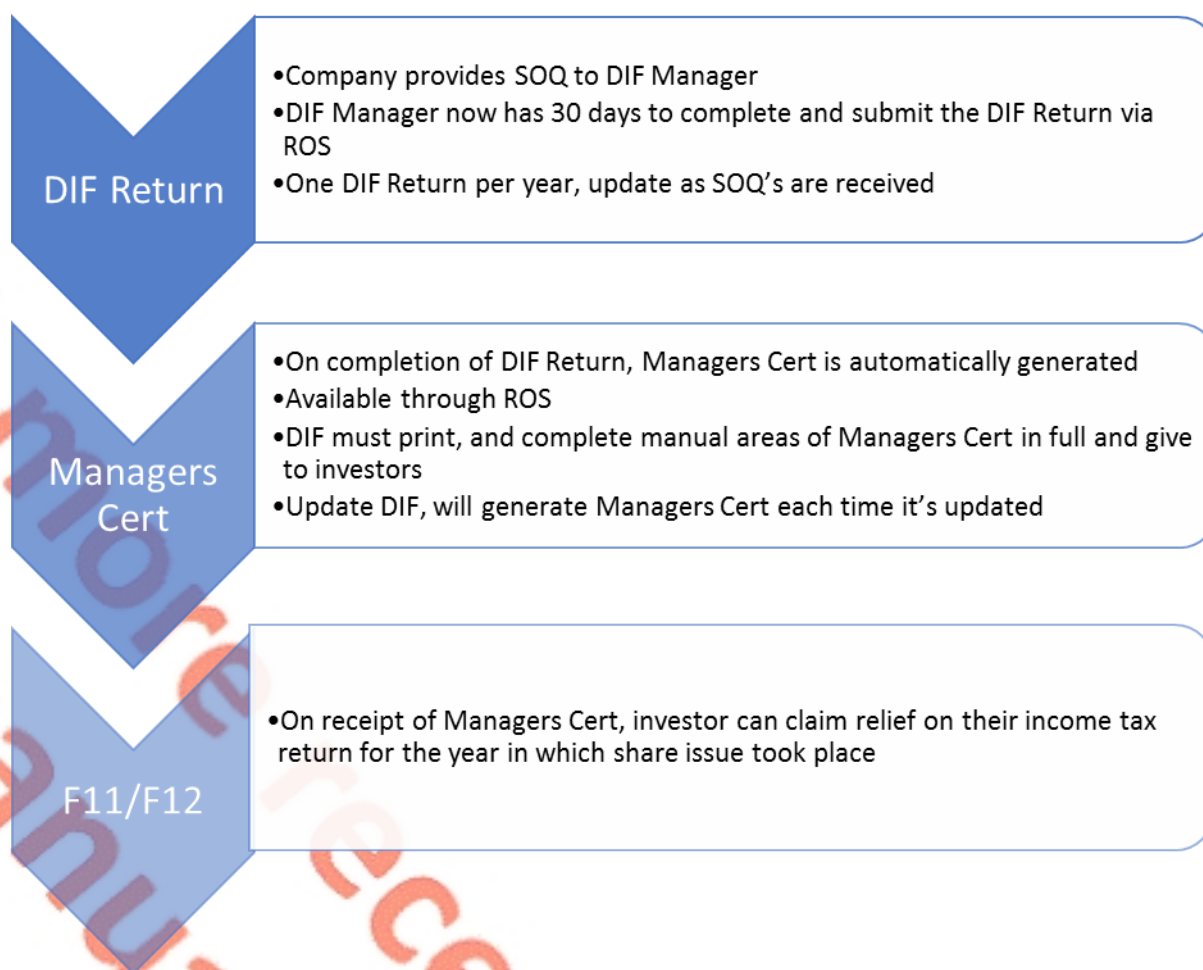 DIF Return
•Company provides SOQ to DIF Manager
•DIF Manager now has 30 days to complete and submit the DIF Return via
ROS
•One DIF Return per year, update as SOQ’s are received
Managers
Cert
•On completion of DIF Return, Managers Cert is automatically generated
•Available through ROS
•DIF must print, and complete manual areas of Managers Cert in full and give
to investors
•Update DIF, will generate Managers Cert each time it’s updated
F11/F12
•On receipt of Managers Cert, investor can claim relief on their income tax
return for the year in which share issue took place
more